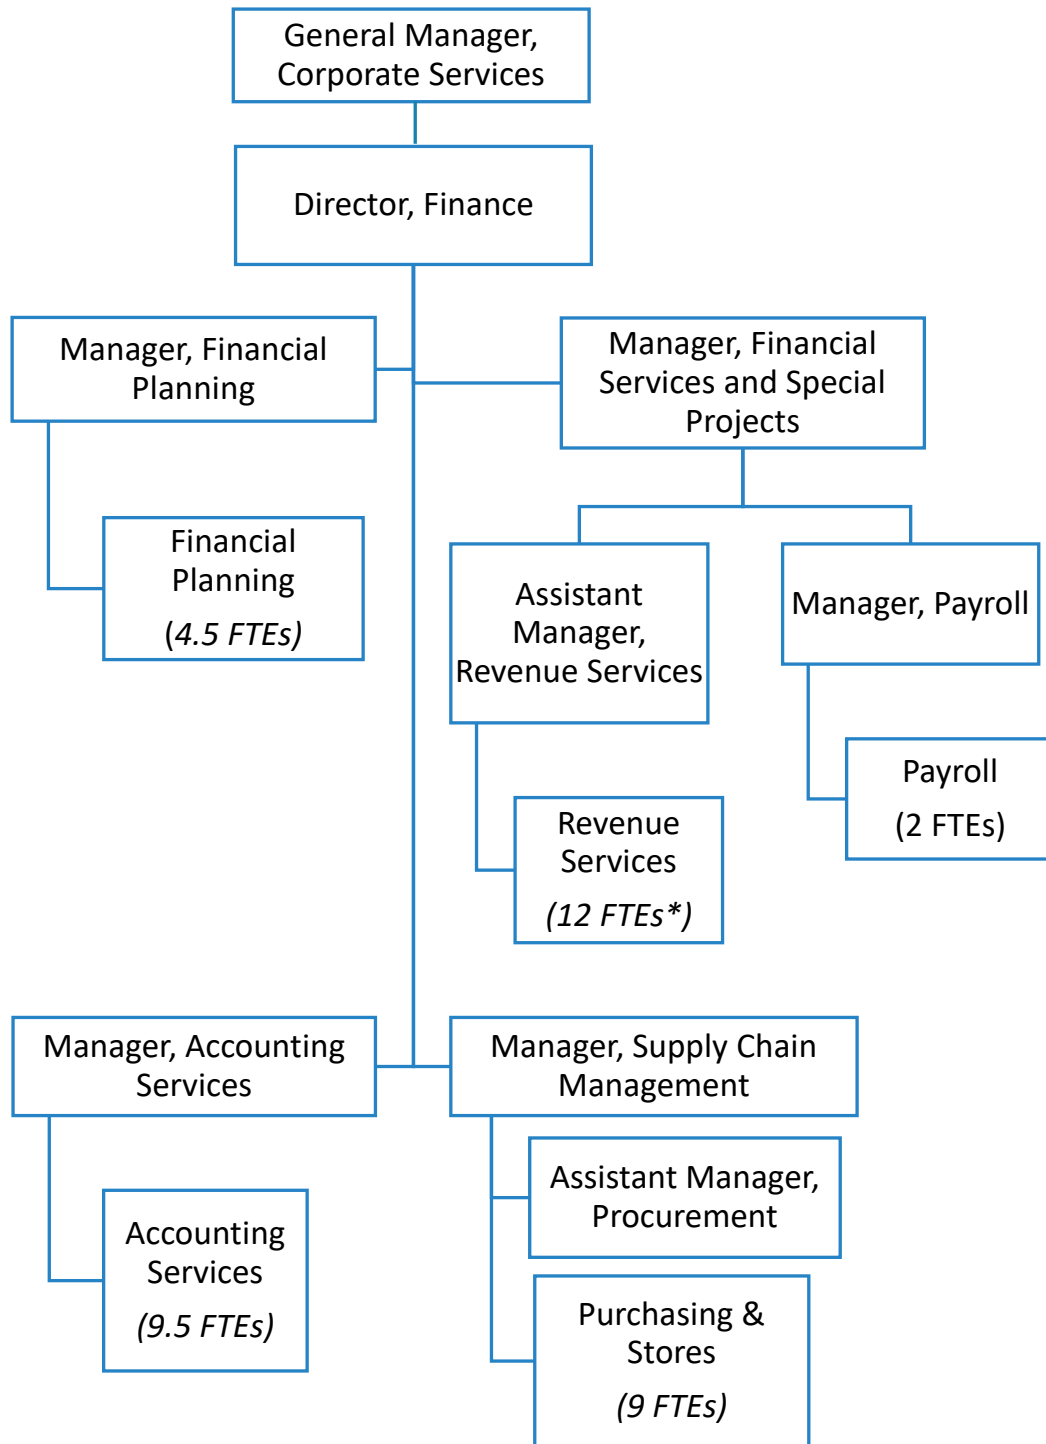 General Manager,
Corporate Services
Director, Finance
Manager, Financial
Planning
Manager, Financial
Services and Special
Projects
Financial
Planning
(4.5 FTEs)
Assistant
Manager,
Revenue Services
Manager, Payroll
Revenue
Services
(12 FTEs*)
Payroll
(2 FTEs)
Manager, Accounting
Services
Manager, Supply Chain
Management
Accounting
Services
(9.5 FTEs)
Assistant Manager,
Procurement
Purchasing &
Stores
(9 FTEs)